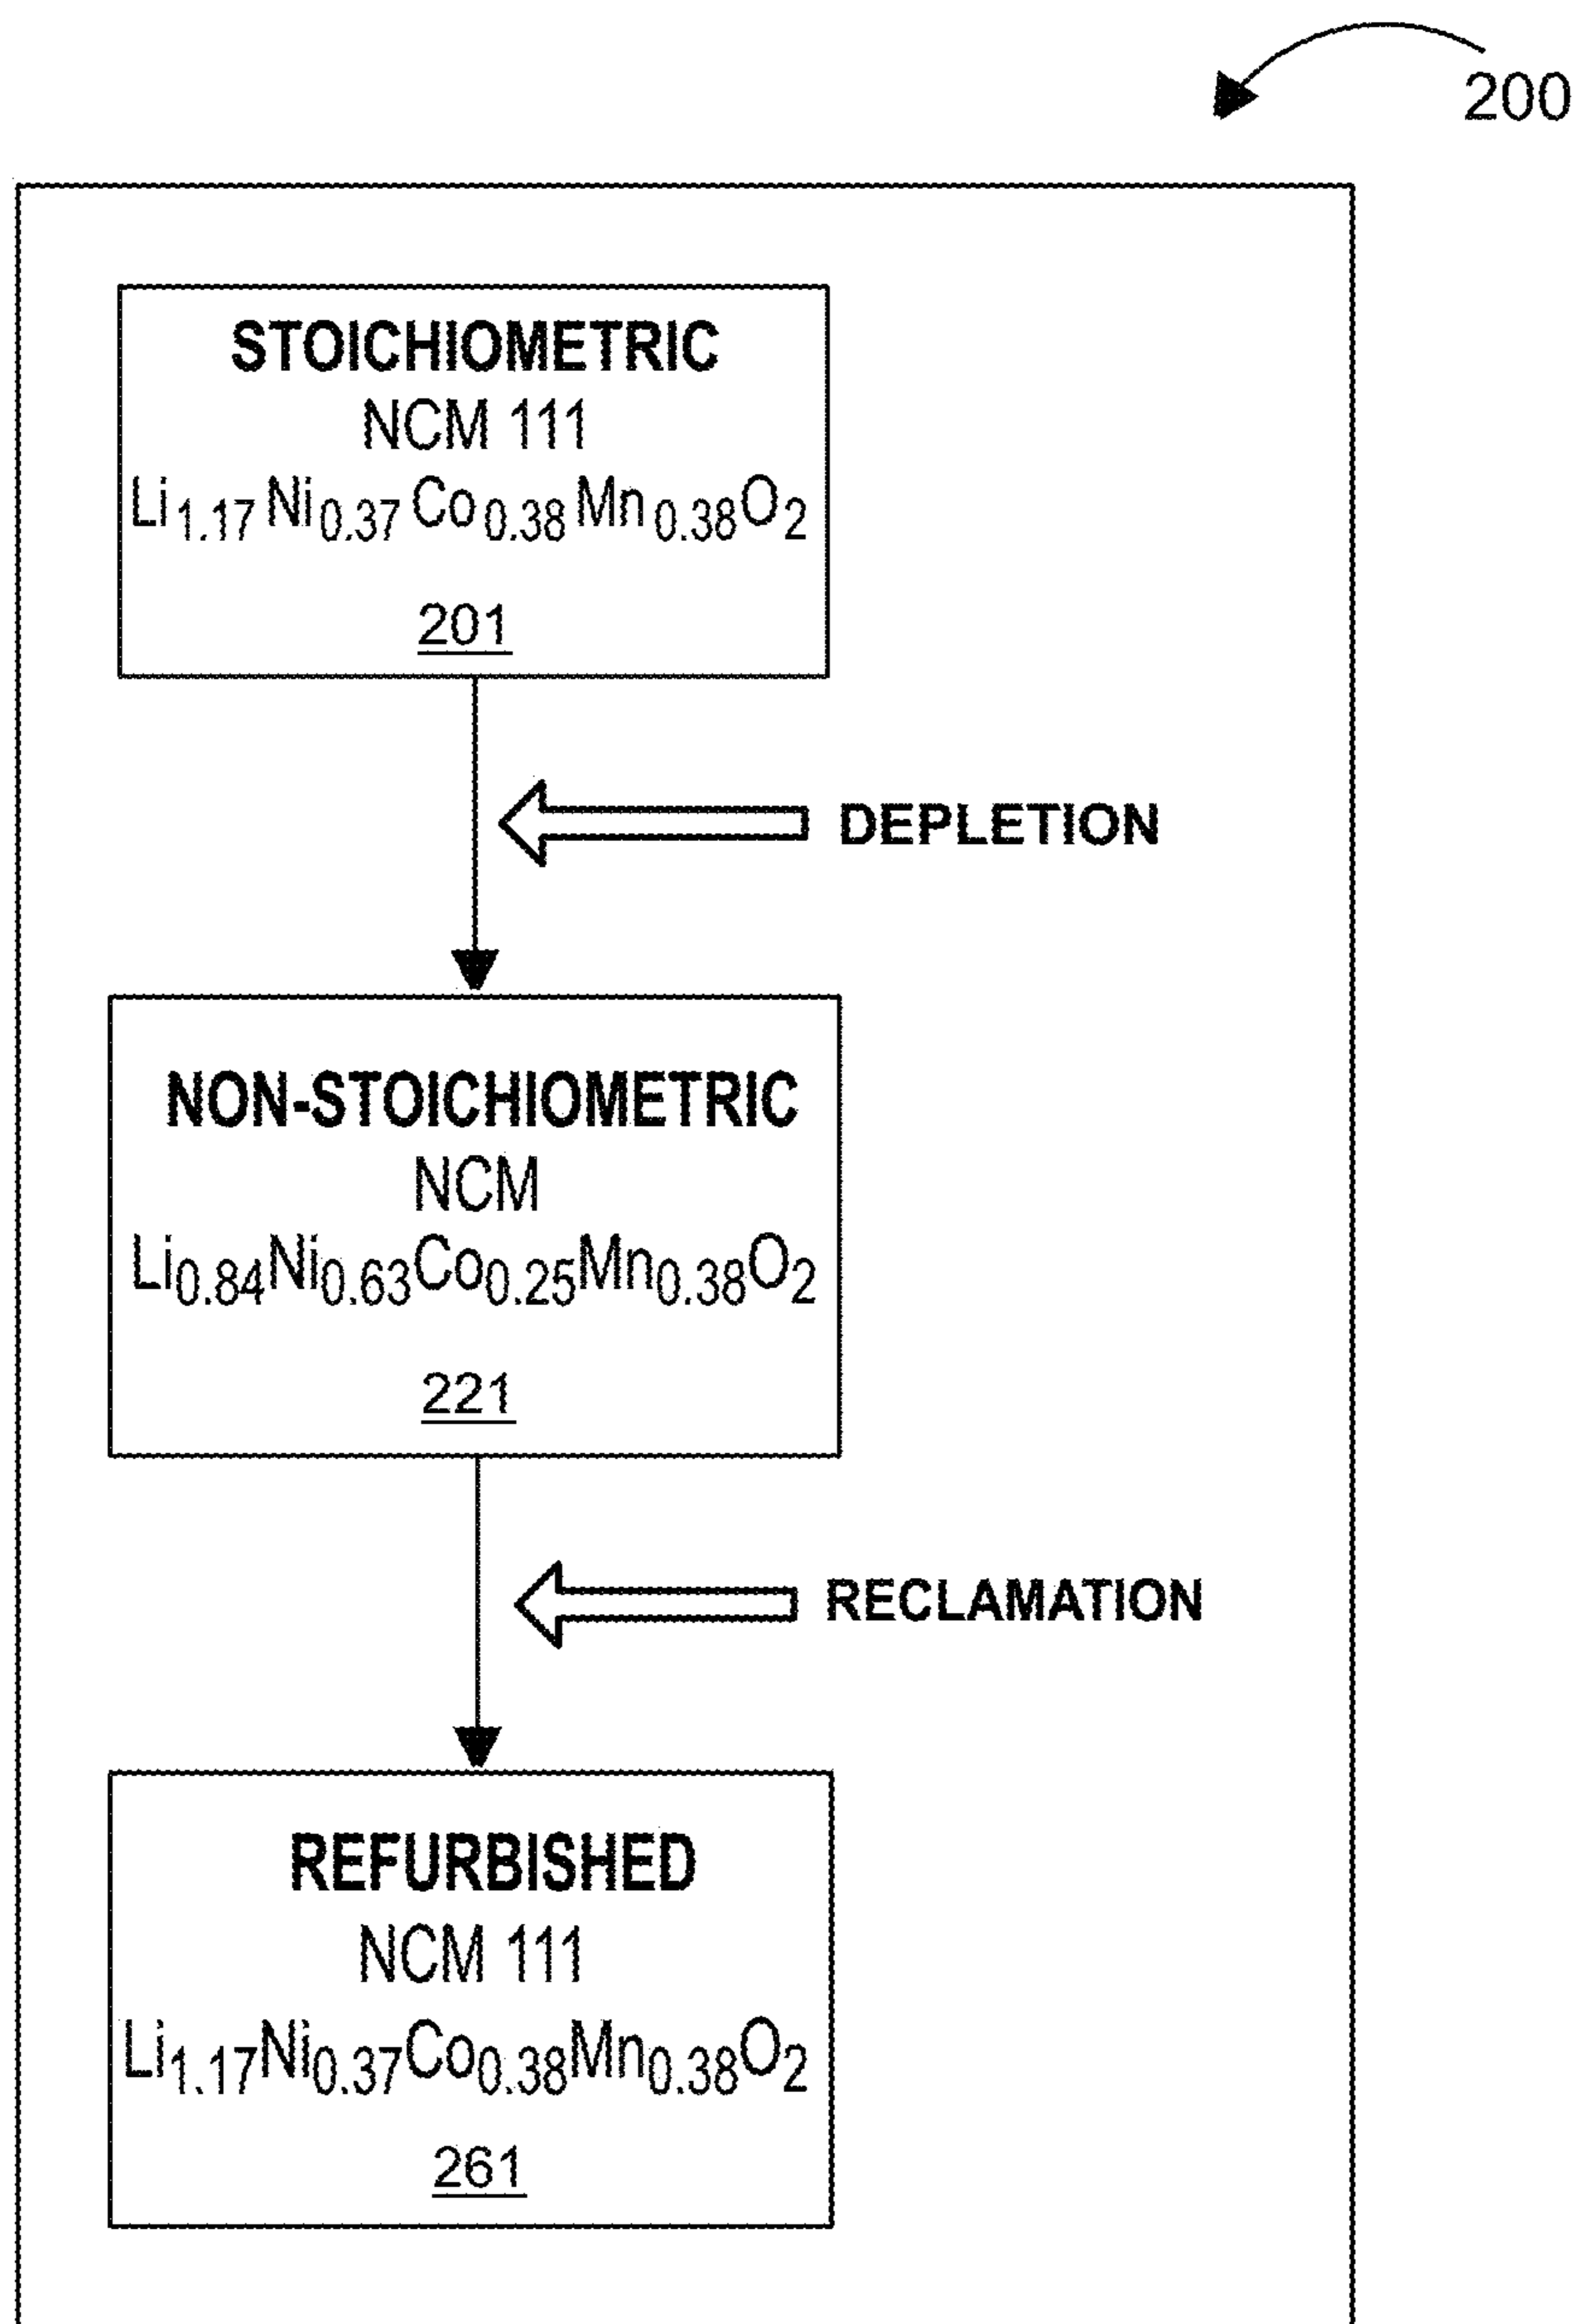 200
STOICHIOMETRIC
NCM 111
Li1.17Ni0.37Co0.38Mn0.38O2
201
DEPLETION
NON-STOICHIOMETRIC
NCM
Li0.84Ni0.63Co0.25Mn0.38O2
221
RECLAMATION
REFURBISHED
NCM 111
Li1.17Ni0.37Co0.38Mn0.38O2
261